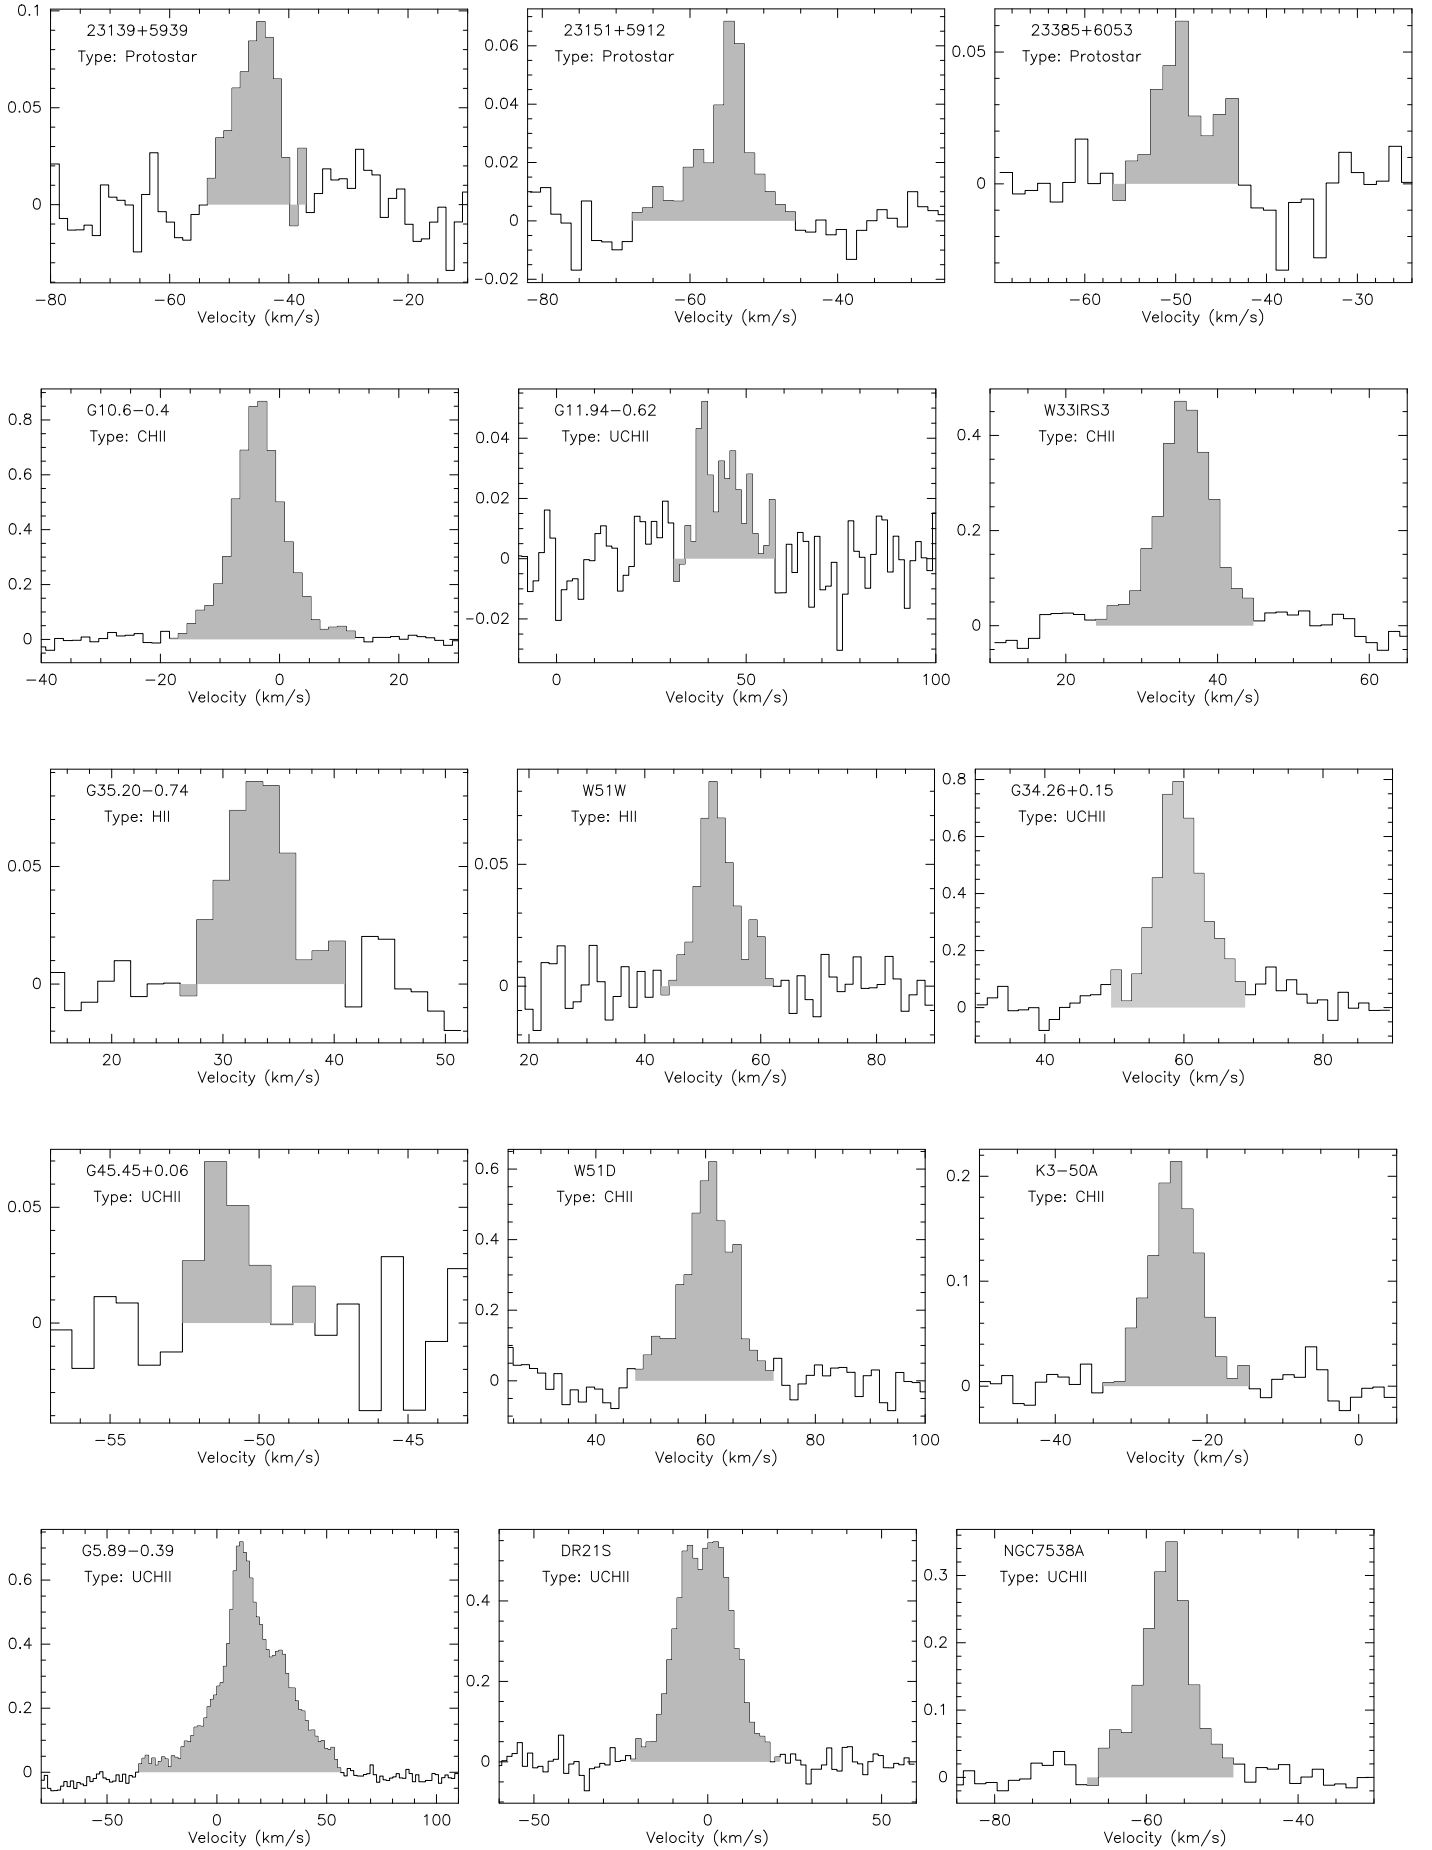 23139+5939
Type: Protostar
0.1
0.05
0
−80 −60 −40 −20
Velocity (km/s)
23151+5912
Type: Protostar
0.06
0.04
0.02
0
−0.02
−80 −60 −40
Velocity (km/s)
23385+6053
Type: Protostar
0.05
0
−60 −50 −40 −30
Velocity (km/s)
G10.6−0.4
Type: CHII
0.8
0.6
0.4
0.2
0
−40 −20 0 20
Velocity (km/s)
G11.94−0.62
Type: UCHII
0.04
0.02
0
−0.02
0 50 100
Velocity (km/s)
W33IRS3
Type: CHII
0.4
0.2
0
20 40 60
Velocity (km/s)
G35.20−0.74
Type: HII
0.05
0
20 30 40 50
Velocity (km/s)
W51W
Type: HII
0.05
0
20 40 60 80
Velocity (km/s)
G34.26+0.15
Type: UCHII
0.8
0.6
0.4
0.2
0
40 60 80
Velocity (km/s)
G45.45+0.06
Type: UCHII
0.05
0
−55 −50 −45
Velocity (km/s)
W51D
Type: CHII
0.6
0.4
0.2
0
40 60 80 100
Velocity (km/s)
K3−50A
Type: CHII
0.2
0.1
0
−40 −20 0
Velocity (km/s)
G5.89−0.39
Type: UCHII
0.6
0.4
0.2
0
−50 0 50 100
Velocity (km/s)
DR21S
Type: UCHII
0.4
0.2
0
−50 0 50
Velocity (km/s)
NGC7538A
Type: UCHII
0.3
0.2
0.1
0
−80 −60 −40
Velocity (km/s)